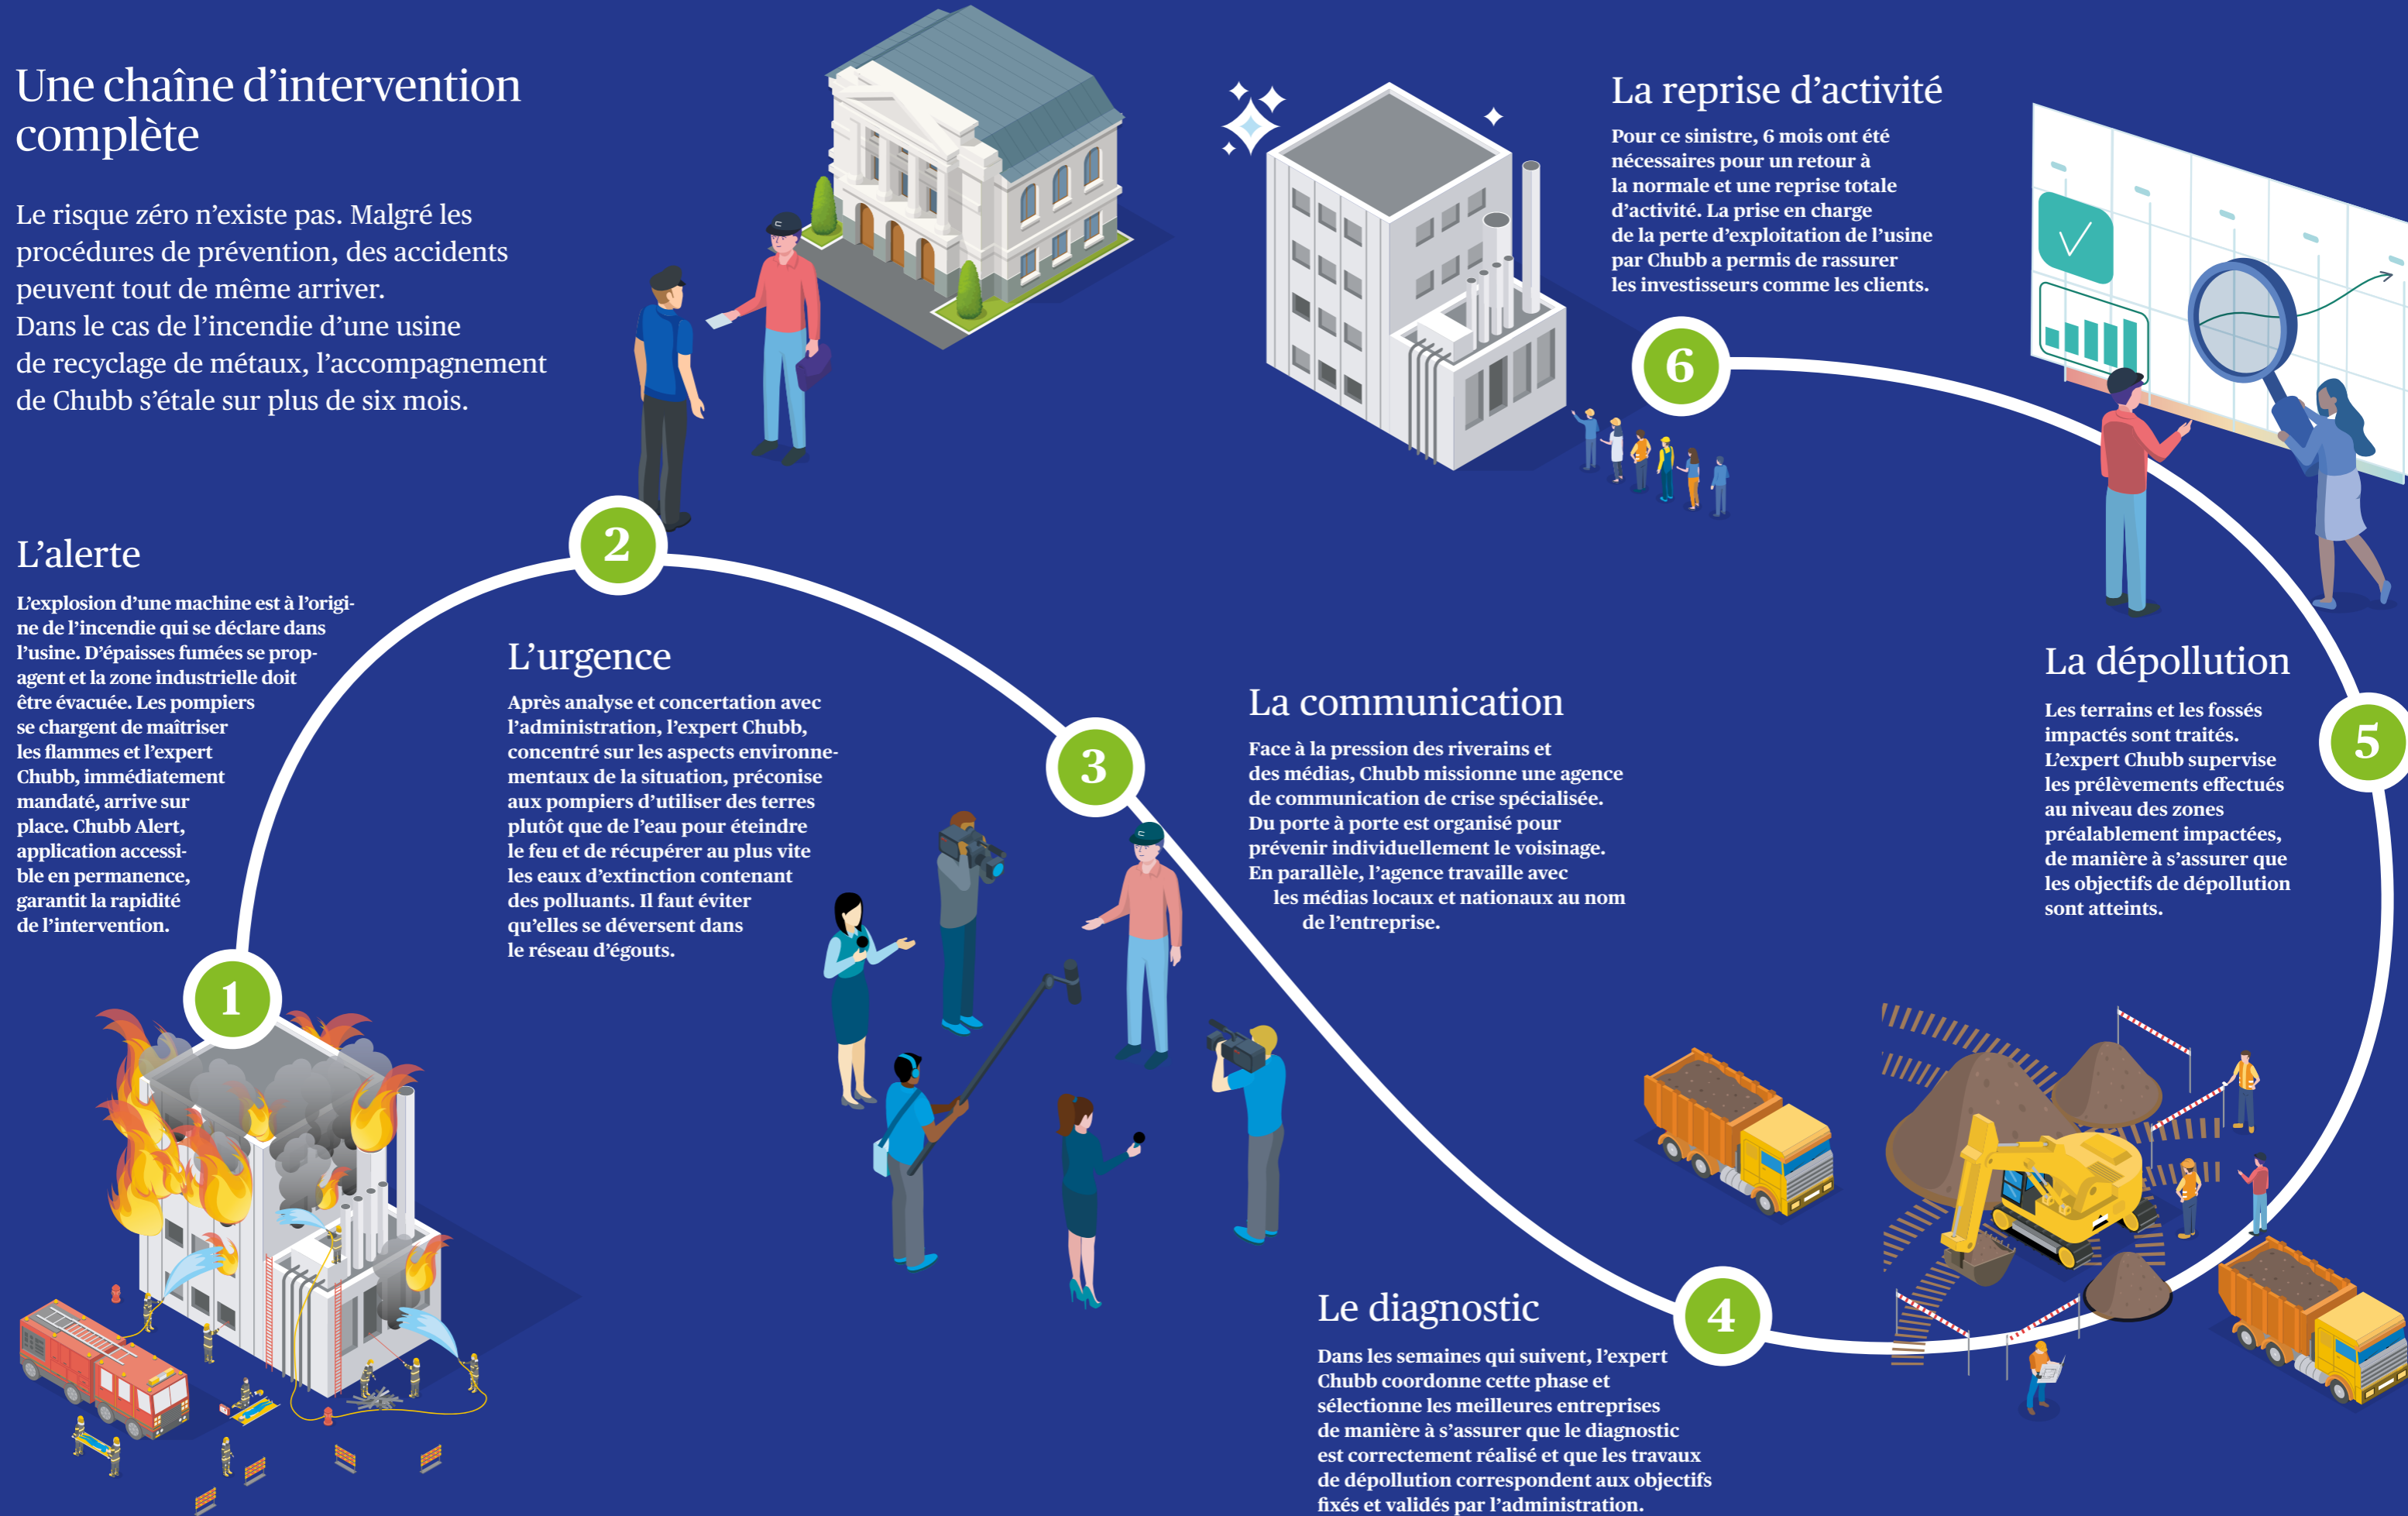 Une chaîne d'intervention
complète
Le risque zéro n'existe pas. Malgré les
procédures de prévention, des accidents
peuvent tout de même arriver.
Dans le cas de l'incendie d'une usine
de recyclage de métaux, l'accompagnement
de Chubb s'étale sur plus de six mois.
L'alerte
L'explosion d'une machine est à l'origi-
ne de l'incendie qui se déclare dans
l'usine. D'épaisses fumées se prop-
agent et la zone industrielle doit
être évacuée. Les pompiers
se chargent de maîtriser
les flammes et l'expert
Chubb, immédiatement
mandaté, arrive sur
place. Chubb Alert,
application accessi-
ble en permanence,
garantit la rapidité
de l'intervention.
1
2
L'urgence
Après analyse et concertation avec
l'administration, l'expert Chubb,
concentré sur les aspects environne-
mentaux de la situation, préconise
aux pompiers d'utiliser des terres
plutôt que de l'eau pour éteindre
le feu et de récupérer au plus vite
les eaux d'extinction contenant
des polluants. Il faut éviter
qu'elles se déversent dans
le réseau d'égouts.
3
La communication
Face à la pression des riverains et
des médias, Chubb missionne une agence
de communication de crise spécialisée.
Du porte à porte est organisé pour
prévenir individuellement le voisinage.
En parallèle, l'agence travaille avec
les médias locaux et nationaux au nom
de l'entreprise.
4
Le diagnostic
Dans les semaines qui suivent, l'expert
Chubb coordonne cette phase et
sélectionne les meilleures entreprises
de manière à s'assurer que le diagnostic
est correctement réalisé et que les travaux
de dépollution correspondent aux objectifs
fixés et validés par l'administration.
5
La dépollution
Les terrains et les fossés
impactés sont traités.
L'expert Chubb supervise
les prélèvements effectués
au niveau des zones
préalablement impactées,
de manière à s'assurer que
les objectifs de dépollution
sont atteints.
6
La reprise d'activité
Pour ce sinistre, 6 mois ont été
nécessaires pour un retour à
la normale et une reprise totale
d'activité. La prise en charge
de la perte d'exploitation de l'usine
par Chubb a permis de rassurer
les investisseurs comme les clients.